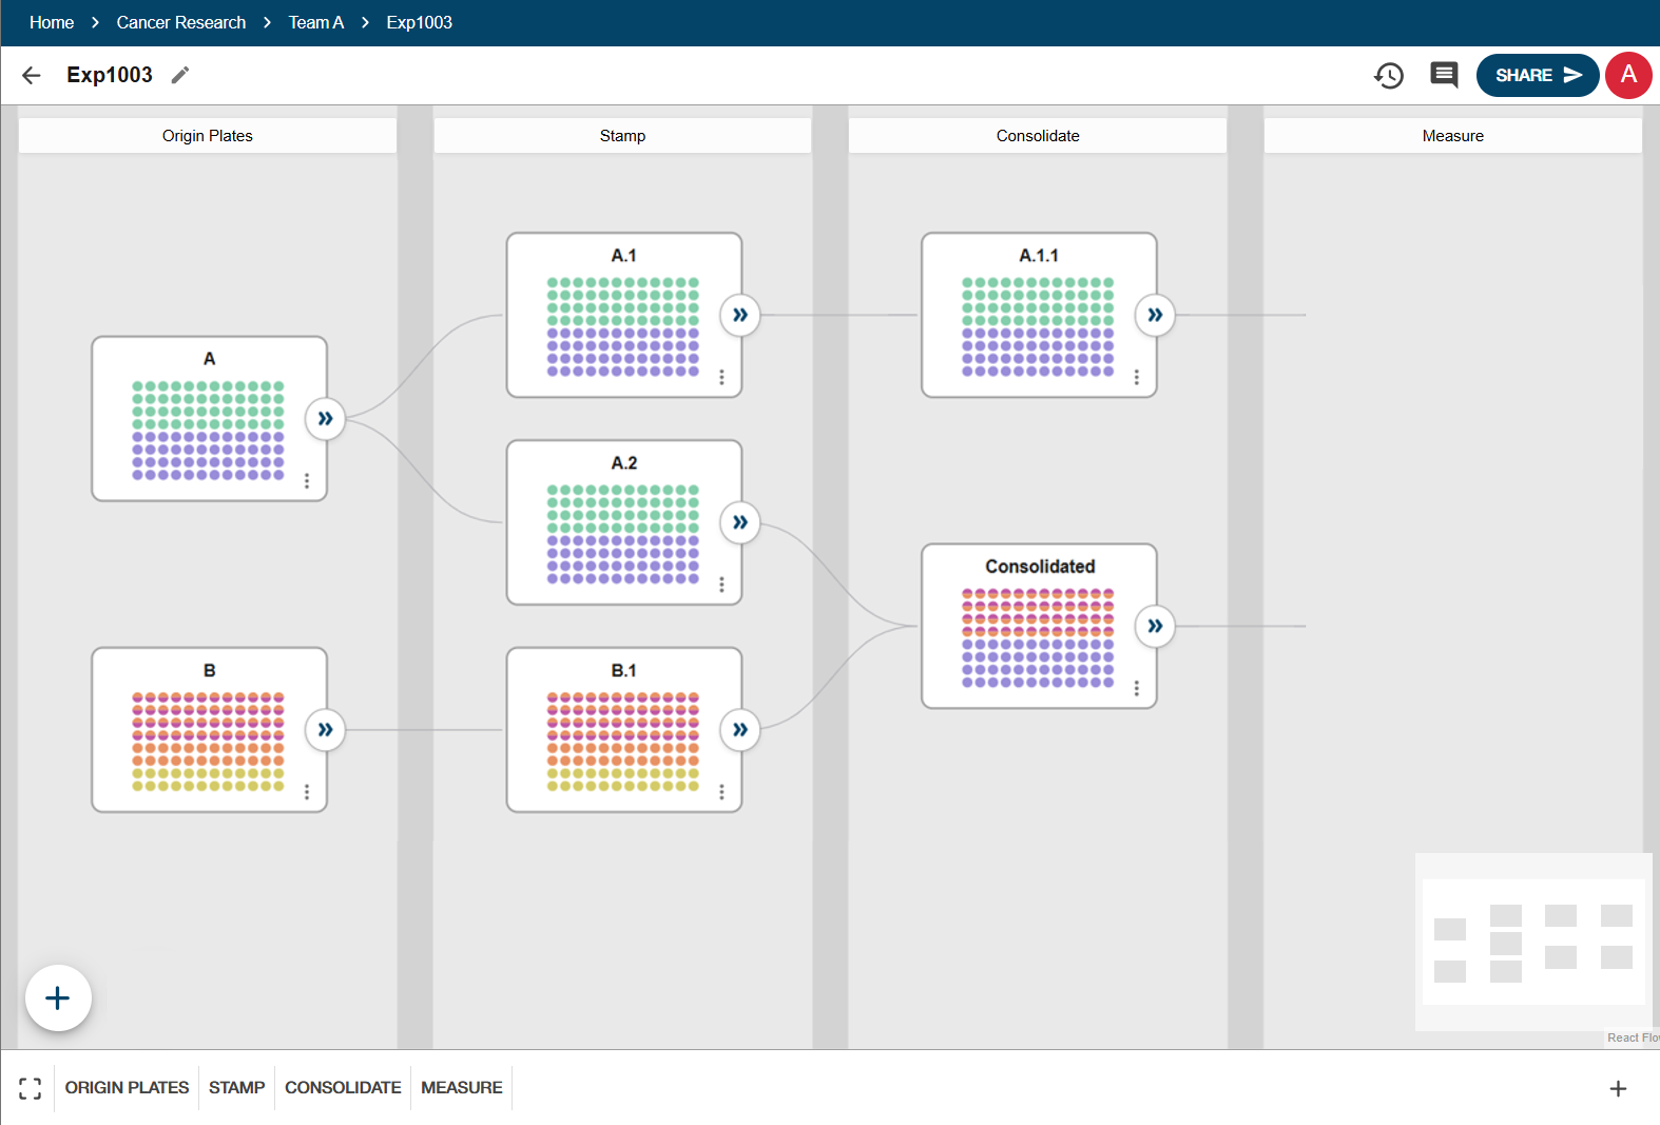 Home > Cancer Research > Team A > Exp1003
Exp1003
SHARE
A
Origin Plates
Stamp
Consolidate
Measure
A.1
A.1.1
A
A.2
Consolidated
B
B.1
React Flo
ORIGIN PLATES
STAMP
CONSOLIDATE
MEASURE